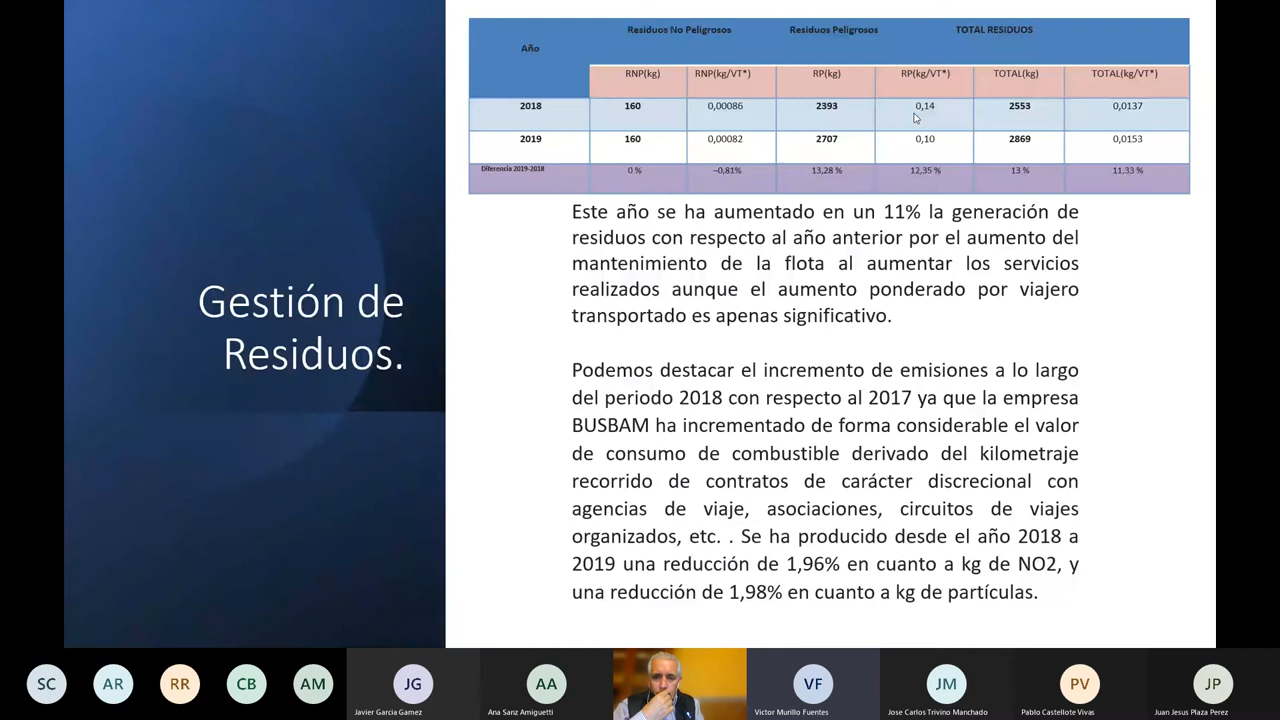 Residuos No Peligrosos Residuos Peligrosos TOTAL RESIDUOS
Año
RNP(kg) RNP(kg/VT*) RP(kg) RP(kg/VT*) TOTAL(kg) TOTAL(kg/VT*)
2018 160 0,00086 2393 0,14 2553 0,0137
2019 160 0,00082 2707 0,10 2869 0,0153
Diferencia 2019-2018 0 % –0,81% 13,28 % 12,35 % 13 % 11,33 %
Gestión de
Residuos.
Este año se ha aumentado en un 11% la generación de
residuos con respecto al año anterior por el aumento del
mantenimiento de la flota al aumentar los servicios
realizados aunque el aumento ponderado por viajero
transportado es apenas significativo.
Podemos destacar el incremento de emisiones a lo largo
del periodo 2018 con respecto al 2017 ya que la empresa
BUSBAM ha incrementado de forma considerable el valor
de consumo de combustible derivado del kilometraje
recorrido de contratos de carácter discrecional con
agencias de viaje, asociaciones, circuitos de viajes
organizados, etc. . Se ha producido desde el año 2018 a
2019 una reducción de 1,96% en cuanto a kg de NO2, y
una reducción de 1,98% en cuanto a kg de partículas.
SC AR RR CB AM JG AA VF JM PV JP
Javier Garcia Gamez Ana Sanz Amiguetti Victor Murillo Fuentes Jose Carlos Trivino Manchado Pablo Castellote Vivas Juan Jesus Plaza Perez